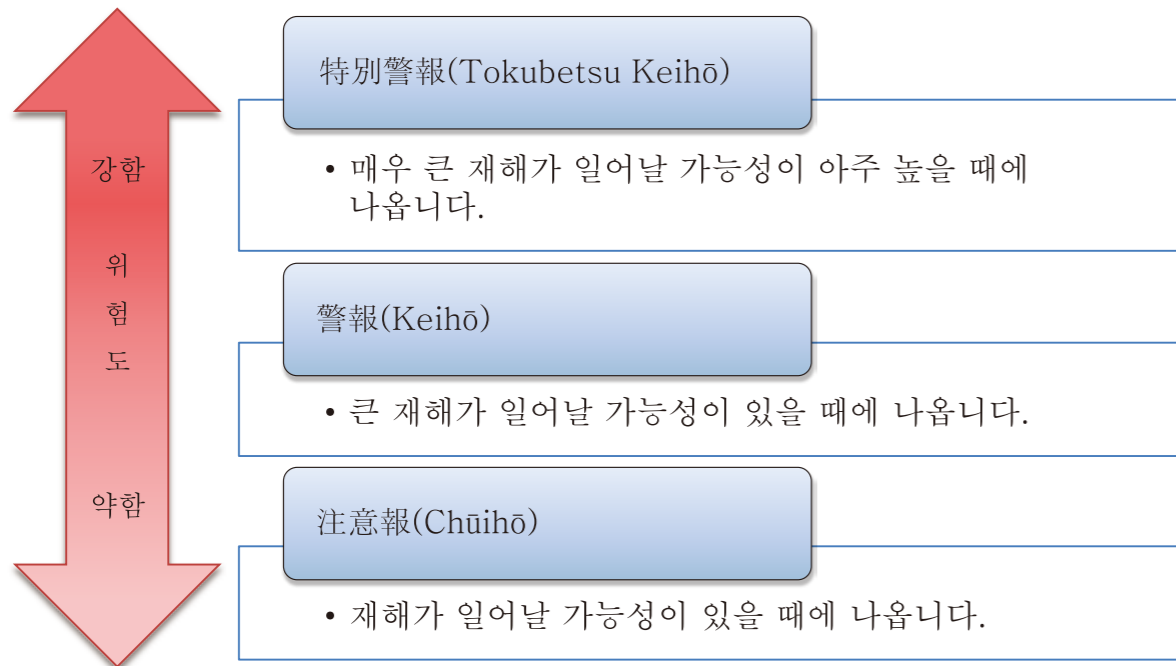 特別警報(Tokubetsu Keihō)
• 매우 큰 재해가 일어날 가능성이 아주 높을 때에
나옵니다.
警報(Keihō)
• 큰 재해가 일어날 가능성이 있을 때에 나옵니다.
注意報(Chūihō)
• 재해가 일어날 가능성이 있을 때에 나옵니다.
강함
위
험
도
약함